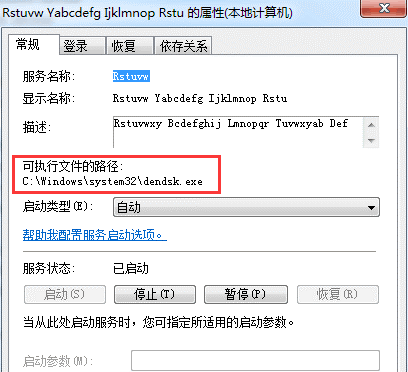 Rstuvw Yabcdefg Ijklmnop Rstu 的属性(本地计算机)
常规 登录 恢复 依存关系
服务名称: Rstuvw
显示名称: Rstuvw Yabcdefg Ijklmnop Rstu
描述: Rstuvwxy Bcdefghij Lmnopqr Tuvwxyab Def
可执行文件的路径:
C:\Windows\system32\dendsk.exe
启动类型(E): 自动
帮助我配置服务启动选项。
服务状态: 已启动
启动(S) 停止(T) 暂停(P) 恢复(R)
当从此处启动服务时，您可指定所适用的启动参数。
启动参数(M):